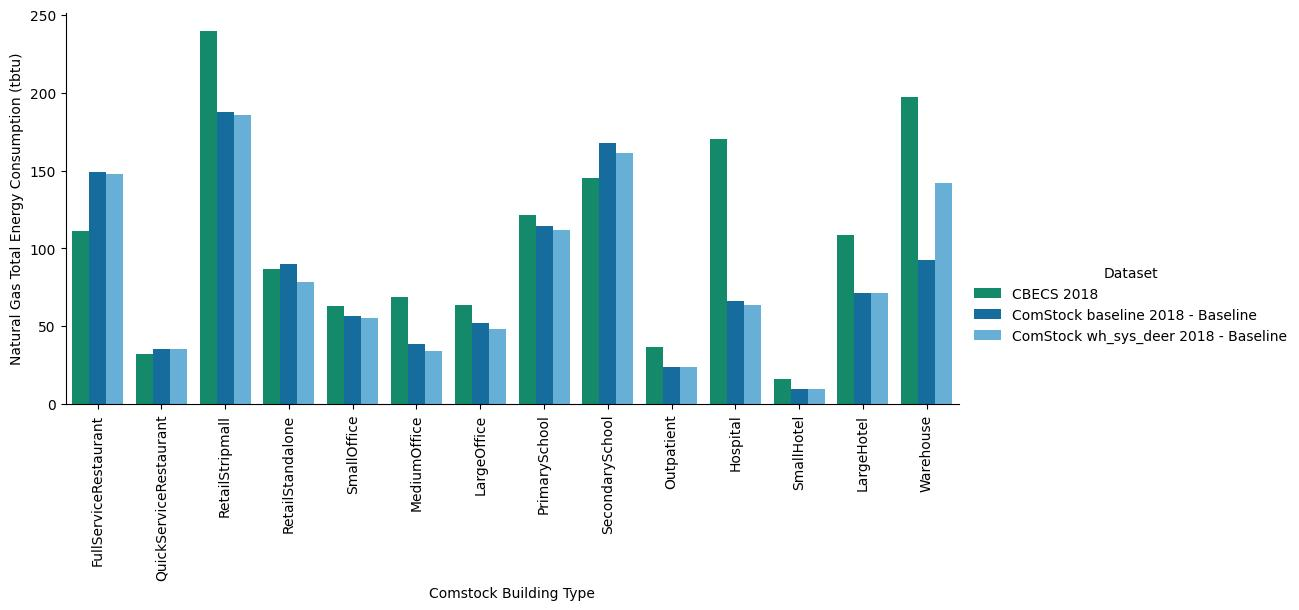 Natural Gas Total Energy Consumption (tbtu)
250
200
150
100
50
0
FullServiceRestaurant
QuickServiceRestaurant
RetailStripmall
RetailStandalone
SmallOffice
MediumOffice
LargeOffice
PrimarySchool
SecondarySchool
Outpatient
Hospital
SmallHotel
LargeHotel
Warehouse
Comstock Building Type
Dataset
CBECS 2018
ComStock baseline 2018 - Baseline
ComStock wh_sys_deer 2018 - Baseline